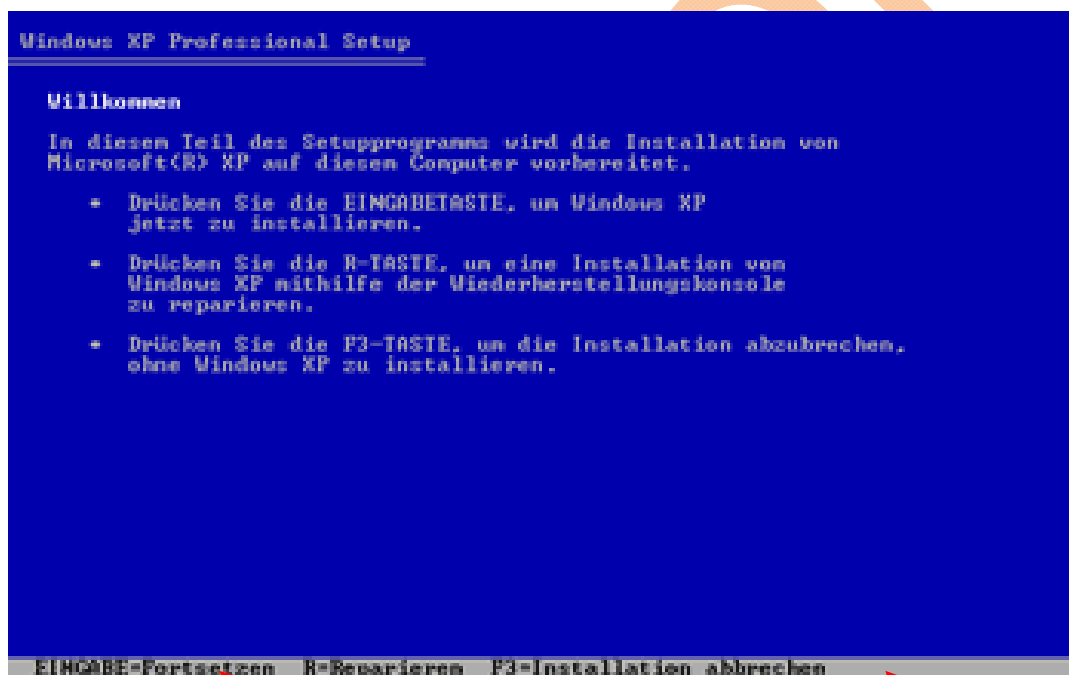 Windows XP Professional Setup
Willkommen
In diesem Teil des Setupprogramms wird die Installation von
Microsoft(R) XP auf diesem Computer vorbereitet.
• Drücken Sie die EINGABETASTE, um Windows XP
jetzt zu installieren.
• Drücken Sie die R-TASTE, um eine Installation von
Windows XP mithilfe der Wiederherstellungskonsole
zu reparieren.
• Drücken Sie die F3-TASTE, um die Installation abzubrechen,
ohne Windows XP zu installieren.
EINGABE=Fortsetzen R=Reparieren F3=Installation abbrechen